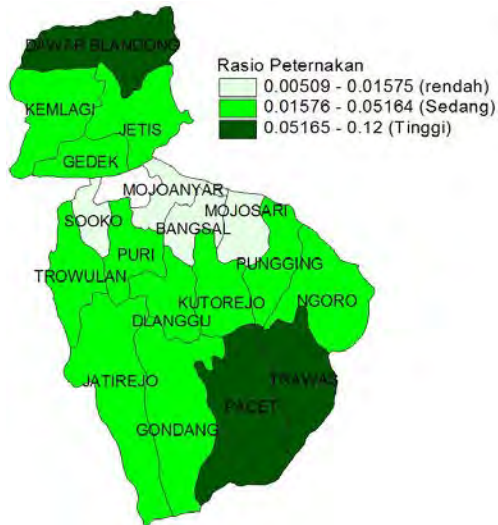 DAWAR BLANDONG
Rasio Peternakan
0.00509 - 0.01575 (rendah)
0.01576 - 0.05164 (Sedang)
0.05165 - 0.12 (Tinggi)
KEMLAGI
JETIS
GEDEK
MOJOANYAR
SOOKO
MOJOSARI
BANGSAL
PURI
PUNGGING
TROWULAN
KUTOREJO
NGORO
DLANGGU
JATIREJO
TRAWAS
PACET
GONDANG